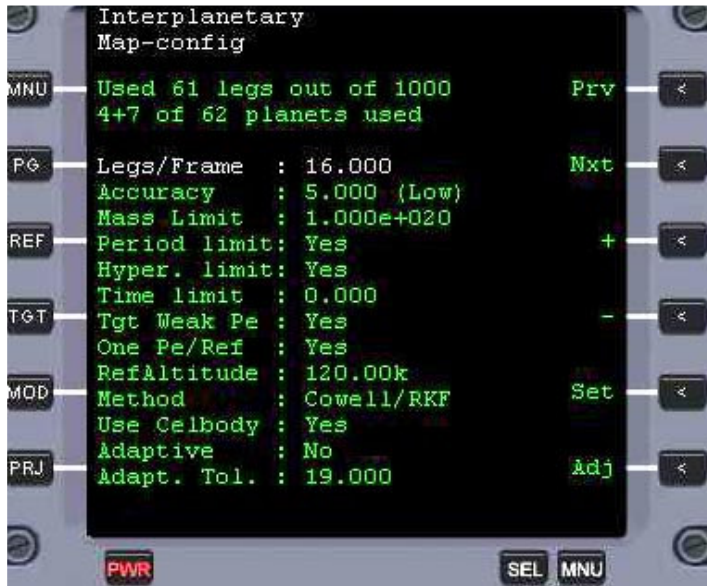 Interplanetary
Map-config
MNU Used 61 legs out of 1000 Prv <
4+7 of 62 planets used
PG Legs/Frame : 16.000 Nxt <
Accuracy : 5.000 (Low)
Mass Limit : 1.000e+020
REF Period limit: Yes + <
Hyper. limit: Yes
Time limit : 0.000
TGT Tgt Weak Pe : Yes - <
One Pe/Ref : Yes
RefAltitude : 120.00k
MOD Method : Cowell/RKF Set <
Use Celbody : Yes
Adaptive : No
PRJ Adapt. Tol. : 19.000 Adj <
PWR SEL MNU